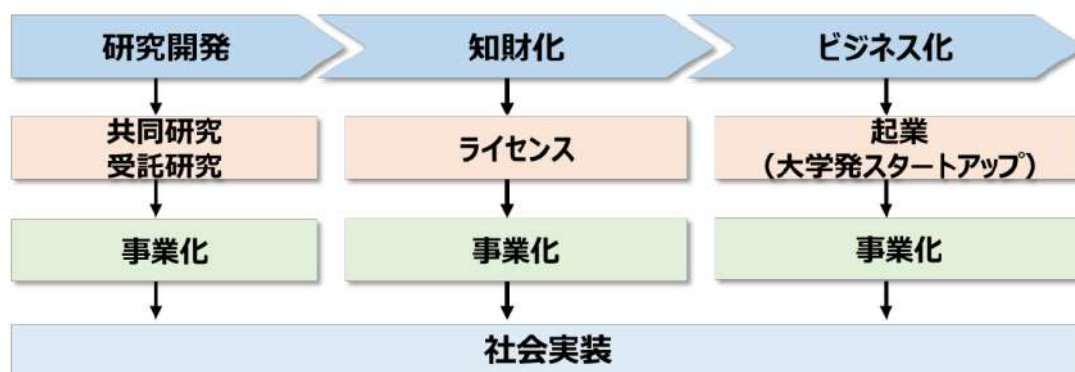 研究開発
知財化
ビジネス化
共同研究
受託研究
ライセンス
起業
（大学発スタートアップ）
事業化
事業化
事業化
社会実装